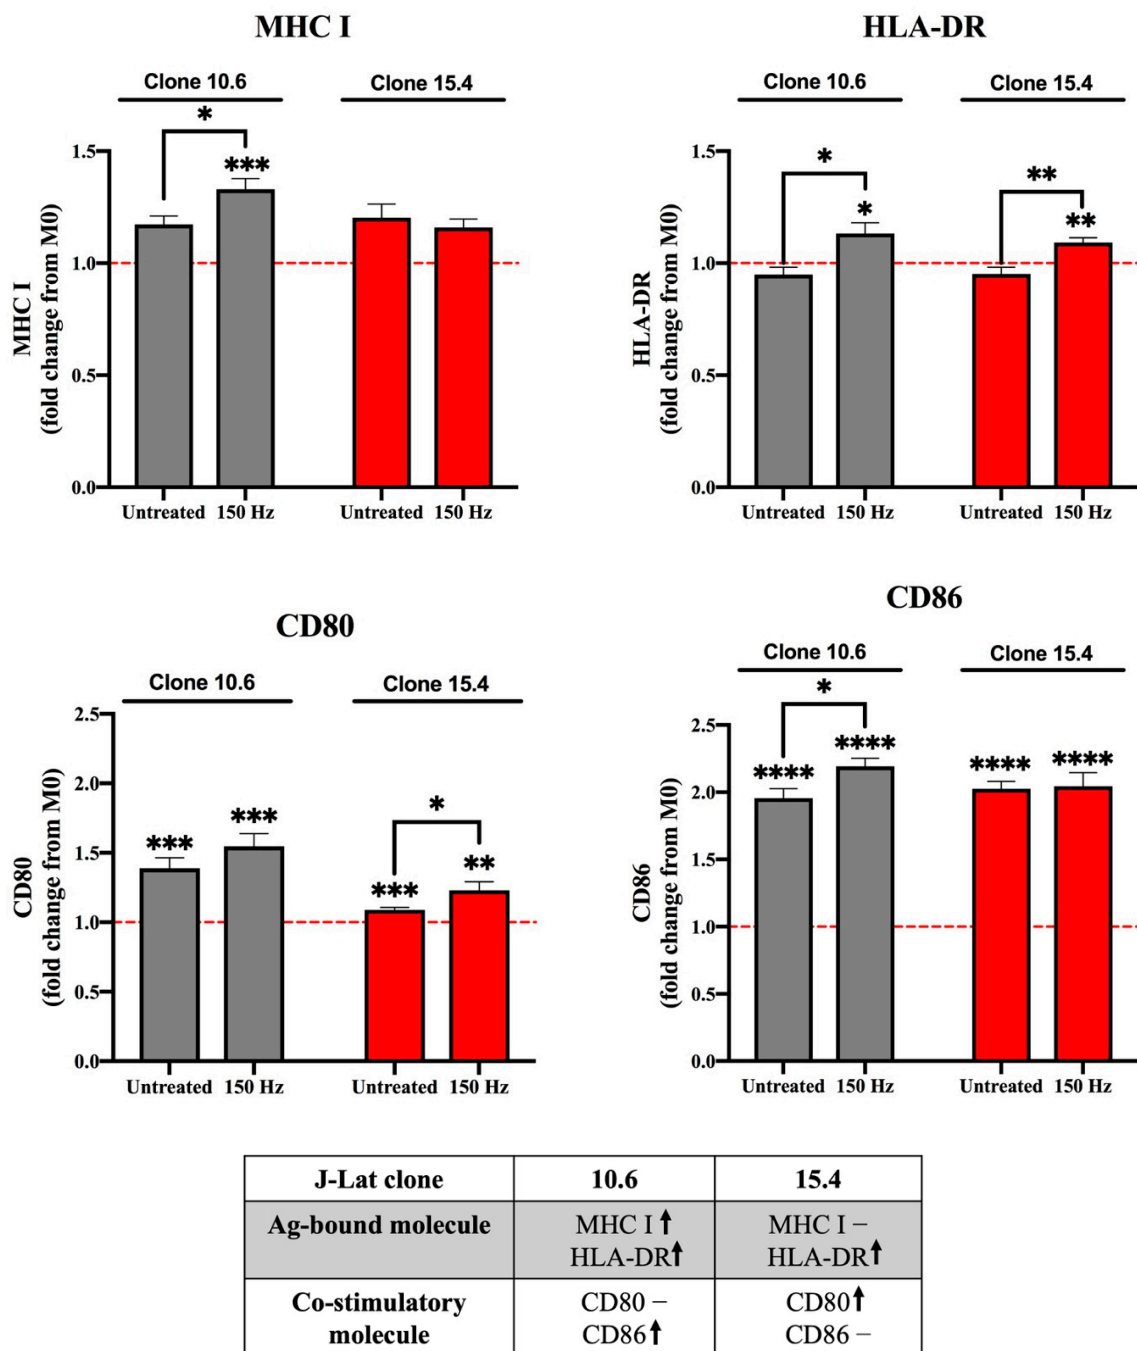 MHC I
Clone 10.6 Clone 15.4
*
***
MHC I
(fold change from M0)
1.5
1.0
0.5
0.0
Untreated 150 Hz Untreated 150 Hz
HLA-DR
Clone 10.6 Clone 15.4
* **
* **
HLA-DR
(fold change from M0)
1.5
1.0
0.5
0.0
Untreated 150 Hz Untreated 150 Hz
CD80
Clone 10.6 Clone 15.4
*
*** *** *** **
CD80
(fold change from M0)
2.5
2.0
1.5
1.0
0.5
0.0
Untreated 150 Hz Untreated 150 Hz
CD86
Clone 10.6 Clone 15.4
*
**** **** **** ****
CD86
(fold change from M0)
2.5
2.0
1.5
1.0
0.5
0.0
Untreated 150 Hz Untreated 150 Hz
J-Lat clone 10.6 15.4
Ag-bound molecule MHC I ↑ MHC I –
HLA-DR ↑ HLA-DR ↑
Co-stimulatory CD80 – CD80 ↑
molecule CD86 ↑ CD86 –